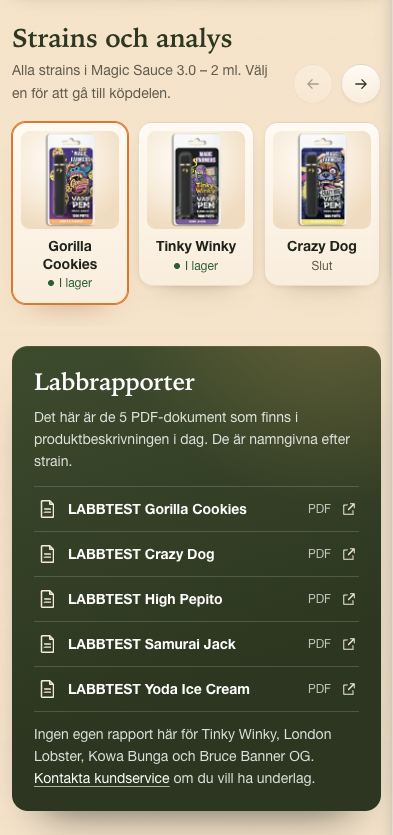 Strains och analys
Alla strains i Magic Sauce 3.0 – 2 ml. Välj
en för att gå till köpdelen.
Gorilla
Cookies
I lager
Tinky Winky
I lager
Crazy Dog
Slut
Labbrapporter
Det här är de 5 PDF-dokument som finns i
produktbeskrivningen i dag. De är namngivna efter
strain.
LABBTEST Gorilla Cookies PDF
LABBTEST Crazy Dog PDF
LABBTEST High Pepito PDF
LABBTEST Samurai Jack PDF
LABBTEST Yoda Ice Cream PDF
Ingen egen rapport här för Tinky Winky, London
Lobster, Kowa Bunga och Bruce Banner OG.
Kontakta kundservice om du vill ha underlag.